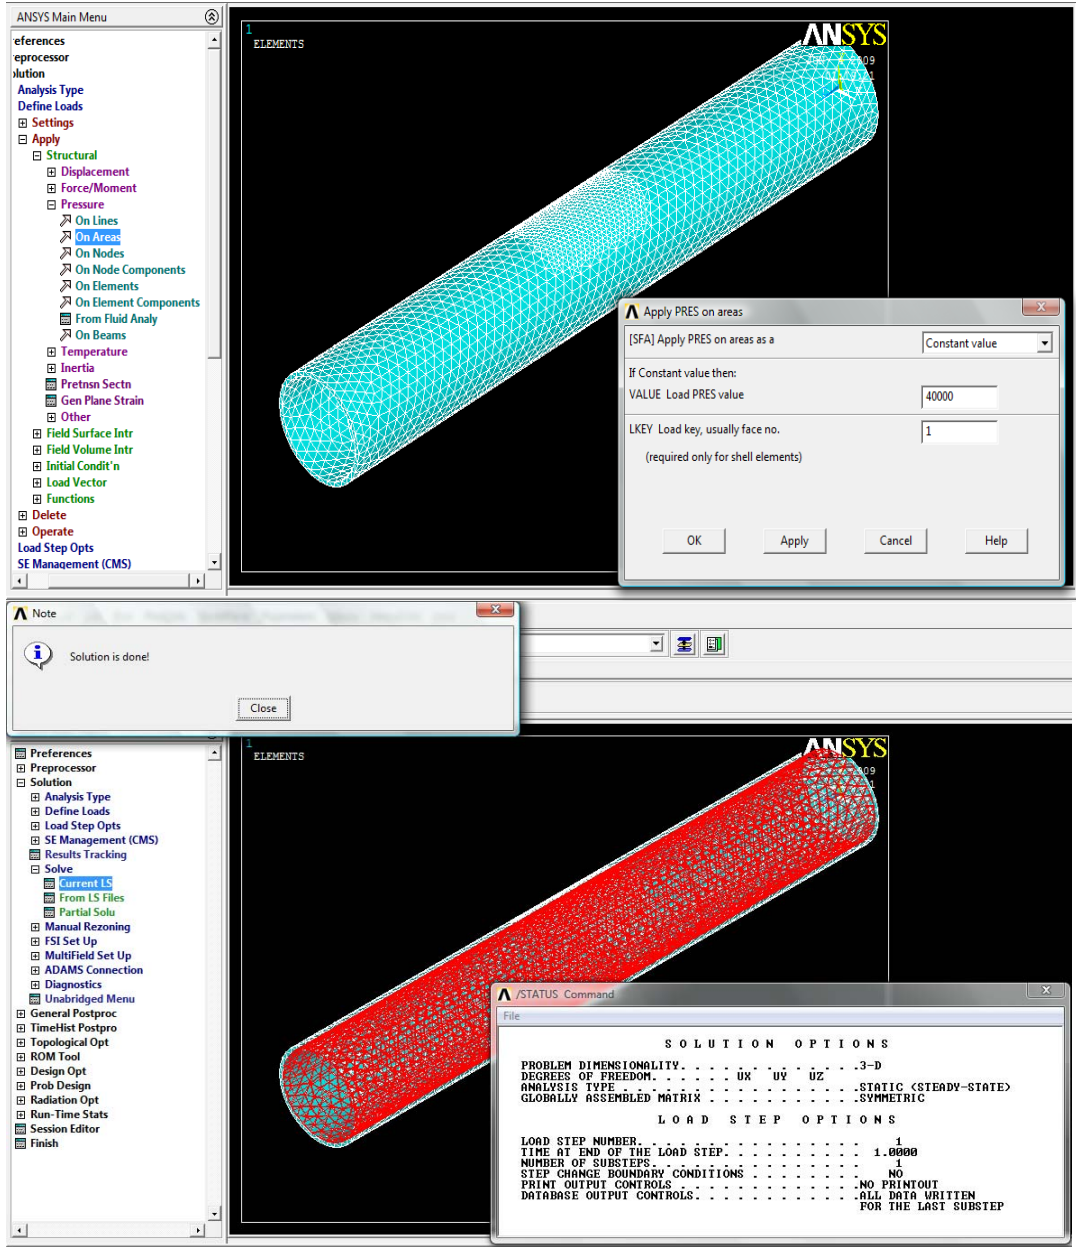 ANSYS Main Menu
eferences
eprocessor
olution
Analysis Type
Define Loads
Settings
Apply
Structural
Displacement
Force/Moment
Pressure
On Lines
On Areas
On Nodes
On Node Components
On Elements
On Element Components
From Fluid Analy
On Beams
Temperature
Inertia
Pretnsn Sectn
Gen Plane Strain
Other
Field Surface Intr
Field Volume Intr
Initial Condit'n
Load Vector
Functions
Delete
Operate
Load Step Opts
SE Management (CMS)
1
ELEMENTS
ANSYS
Apply PRES on areas
[SFA] Apply PRES on areas as a
Constant value
If Constant value then:
VALUE Load PRES value
40000
LKEY Load key, usually face no.
1
(required only for shell elements)
OK Apply Cancel Help
Note
Solution is done!
Close
Preferences
Preprocessor
Solution
Analysis Type
Define Loads
Load Step Opts
SE Management (CMS)
Results Tracking
Solve
Current LS
From LS Files
Partial Solu
Manual Rezoning
FSI Set Up
MultiField Set Up
ADAMS Connection
Diagnostics
Unabridged Menu
General Postproc
TimeHist Postpro
Topological Opt
ROM Tool
Design Opt
Prob Design
Radiation Opt
Run-Time Stats
Session Editor
Finish
1
ELEMENTS
ANSYS
/STATUS Command
File
S O L U T I O N   O P T I O N S
PROBLEM DIMENSIONALITY. . . . . . . . . . . . .3-D
DEGREES OF FREEDOM. . . . . . UX   UY   UZ
ANALYSIS TYPE . . . . . . . . . . . . . . . . .STATIC (STEADY-STATE)
GLOBALLY ASSEMBLED MATRIX . . . . . . . . . . .SYMMETRIC
L O A D   S T E P   O P T I O N S
LOAD STEP NUMBER. . . . . . . . . . . . . . . . 1
TIME AT END OF THE LOAD STEP. . . . . . . . . . 1.0000
NUMBER OF SUBSTEPS. . . . . . . . . . . . . . . 1
STEP CHANGE BOUNDARY CONDITIONS . . . . . . . . NO
PRINT OUTPUT CONTROLS . . . . . . . . . . . . .NO PRINTOUT
DATABASE OUTPUT CONTROLS. . . . . . . . . . . .ALL DATA WRITTEN
FOR THE LAST SUBSTEP